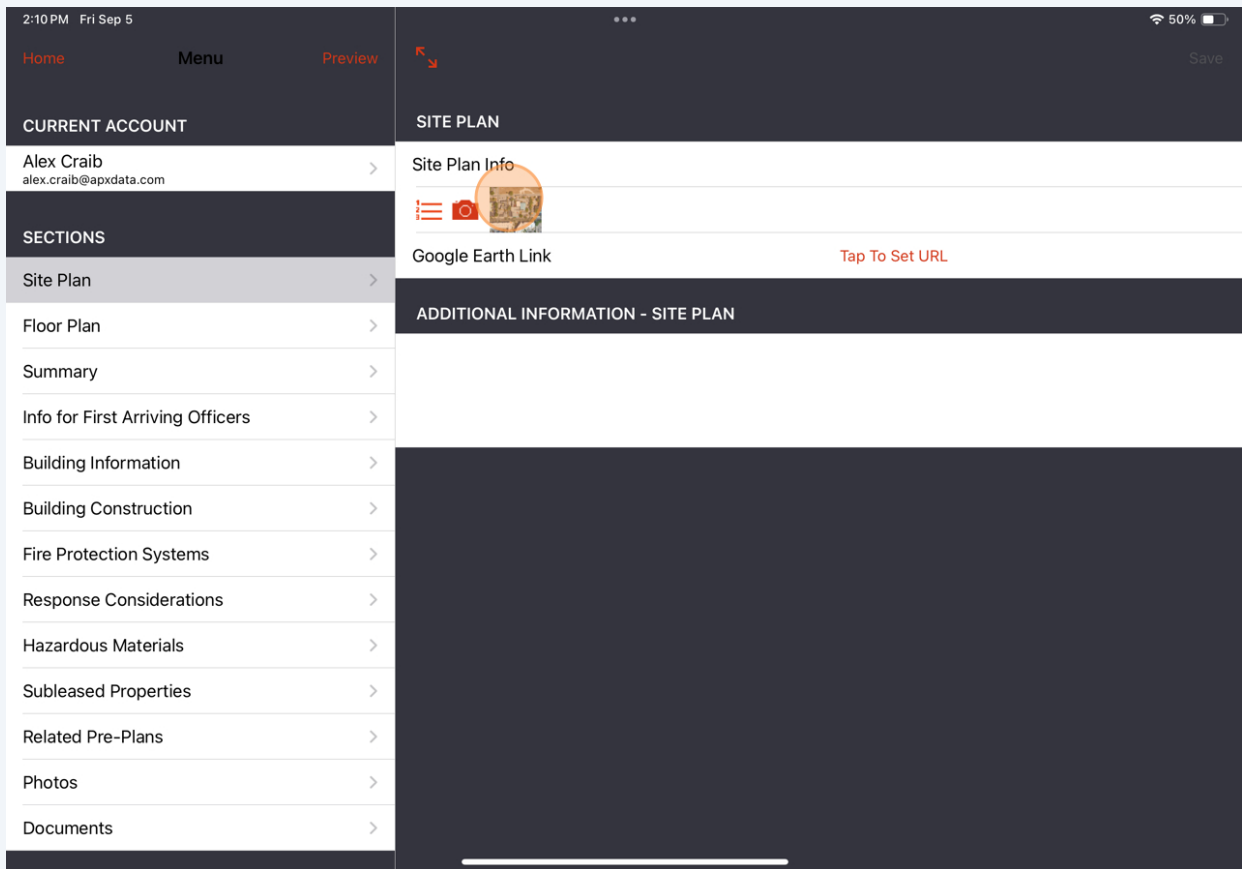 2:10 PM Fri Sep 5
50%
Home Menu Preview
Save
CURRENT ACCOUNT
Alex Craib
alex.craib@apxdata.com
SECTIONS
Site Plan
Floor Plan
Summary
Info for First Arriving Officers
Building Information
Building Construction
Fire Protection Systems
Response Considerations
Hazardous Materials
Subleased Properties
Related Pre-Plans
Photos
Documents
SITE PLAN
Site Plan Info
Google Earth Link Tap To Set URL
ADDITIONAL INFORMATION - SITE PLAN